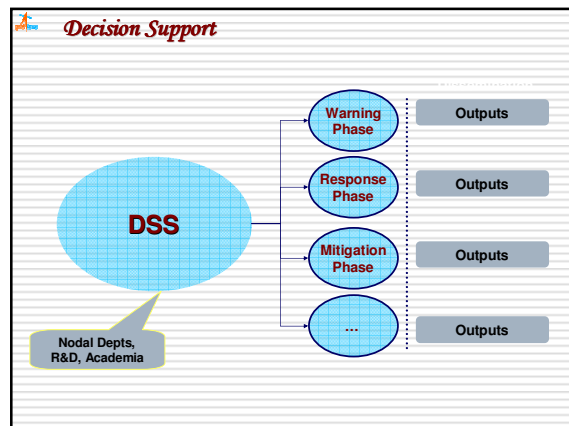 Decision Support
Warning
Phase
Outputs
Response
Phase
Outputs
DSS
Mitigation
Phase
Outputs
...
Outputs
Nodal Depts,
R&D, Academia